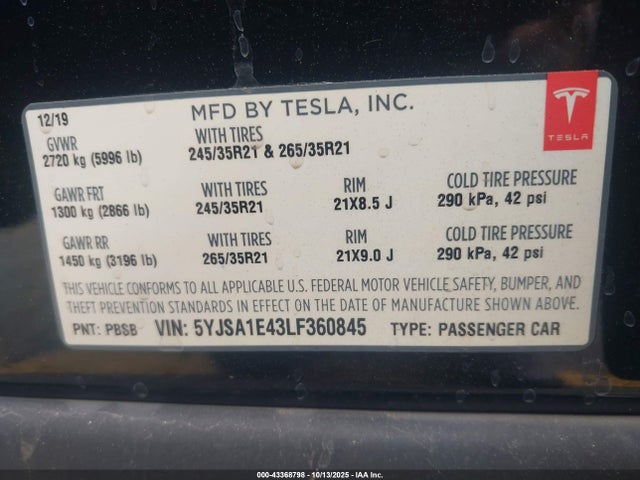 12/19 MFD BY TESLA, INC.
TESLA
GVWR WITH TIRES
2720 kg (5996 lb) 245/35R21 & 265/35R21
GAWR FRT WITH TIRES RIM COLD TIRE PRESSURE
1300 kg (2866 lb) 245/35R21 21X8.5 J 290 kPa, 42 psi
GAWR RR WITH TIRES RIM COLD TIRE PRESSURE
1450 kg (3196 lb) 265/35R21 21X9.0 J 290 kPa, 42 psi
THIS VEHICLE CONFORMS TO ALL APPLICABLE U.S. FEDERAL MOTOR VEHICLE SAFETY, BUMPER, AND
THEFT PREVENTION STANDARDS IN EFFECT ON THE DATE OF MANUFACTURE SHOWN ABOVE.
PNT: PBSB VIN: 5YJSA1E43LF360845 TYPE: PASSENGER CAR
000-43368798 | 10/13/2025 | IAA Inc.